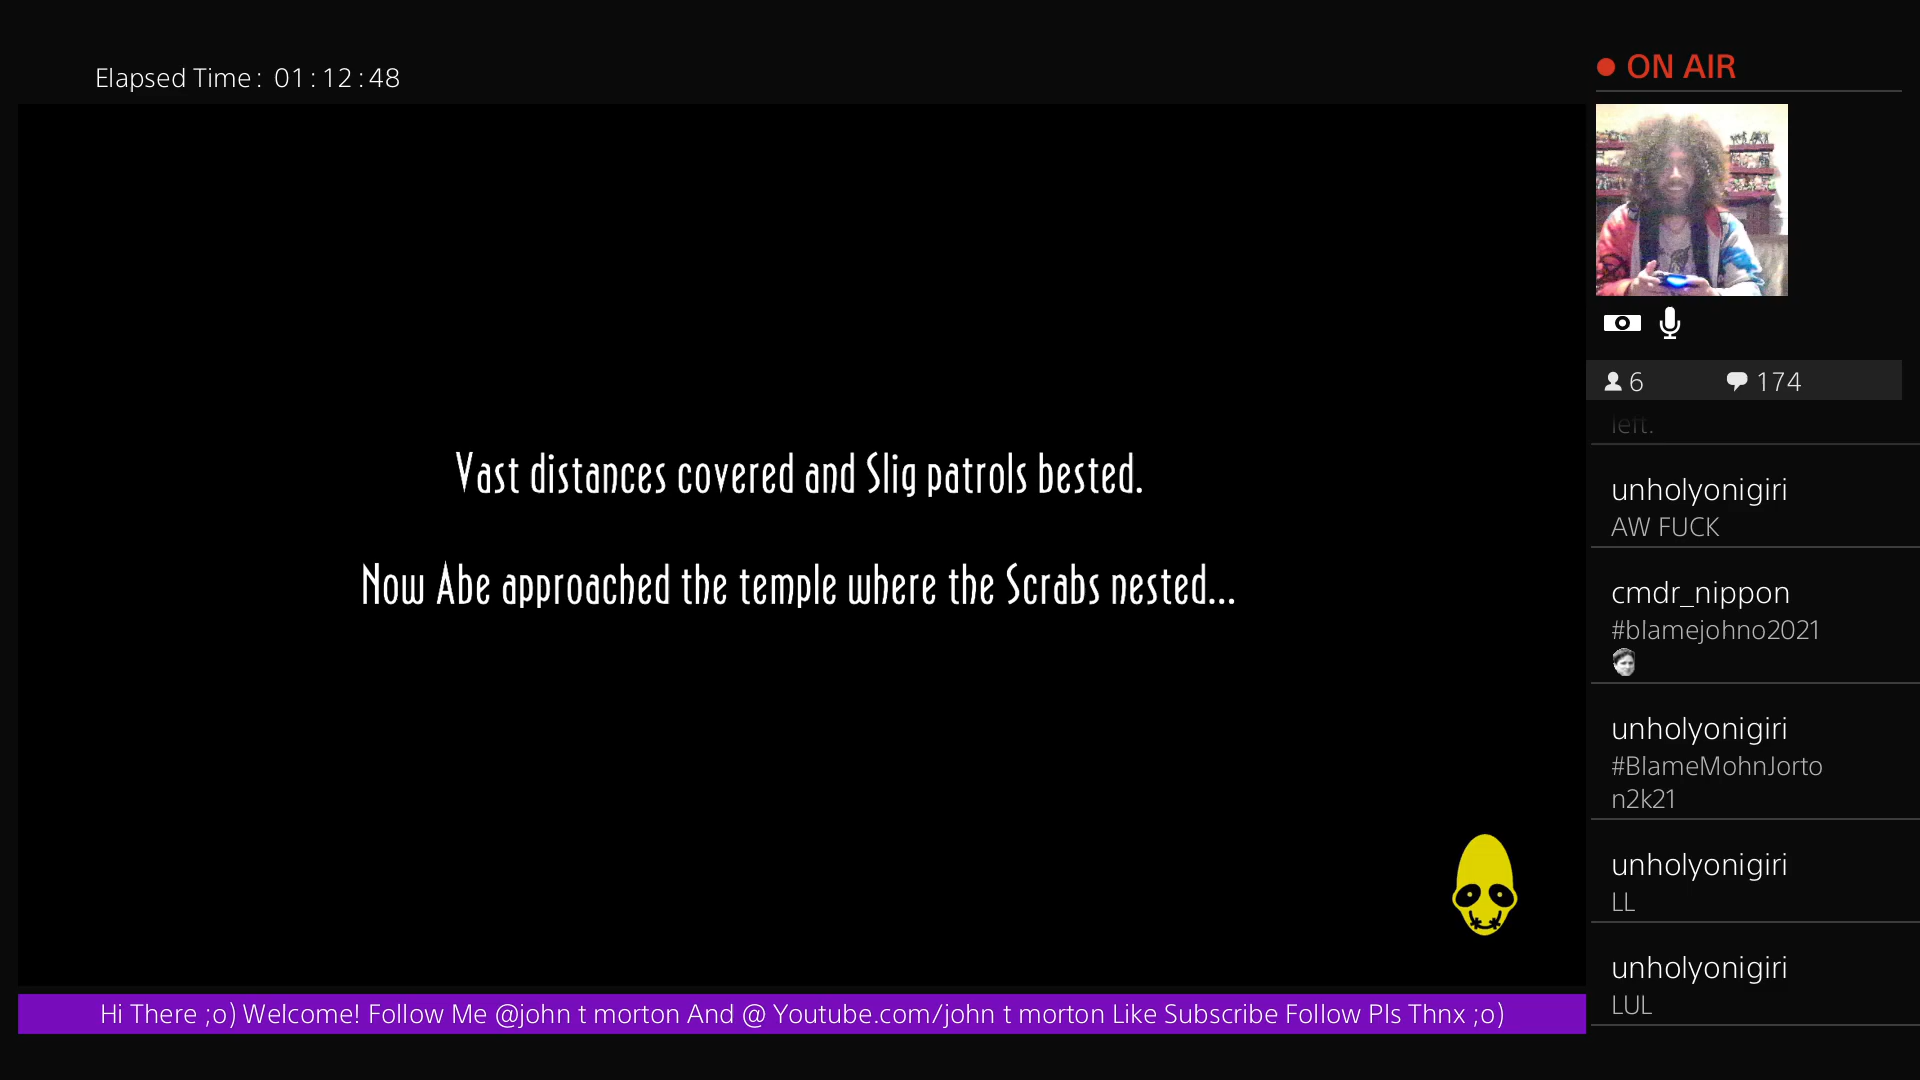 Elapsed Time: 01:12:48
ON AIR
6 174
left.
Vast distances covered and Slig patrols bested.
Now Abe approached the temple where the Scrabs nested...
unholyonigiri
AW FUCK
cmdr_nippon
#blamejohno2021
unholyonigiri
#BlameMohnJorto
n2k21
unholyonigiri
LL
unholyonigiri
LUL
Hi There ;o) Welcome! Follow Me @john t morton And @ Youtube.com/john t morton Like Subscribe Follow Pls Thnx ;o)